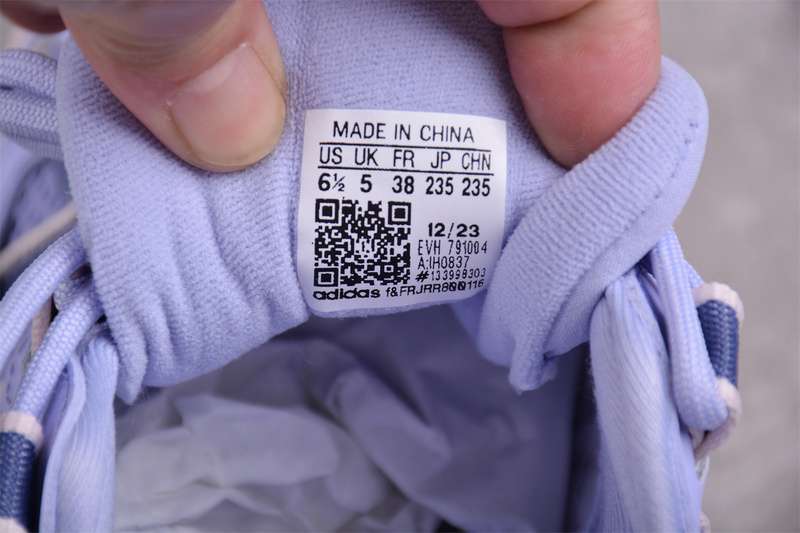 MADE IN CHINA
US UK FR JP CHN
6½ 5 38 235 235
12/23
EVH 791004
A:IH0837
#133998303
adidas f&FRJRR800116